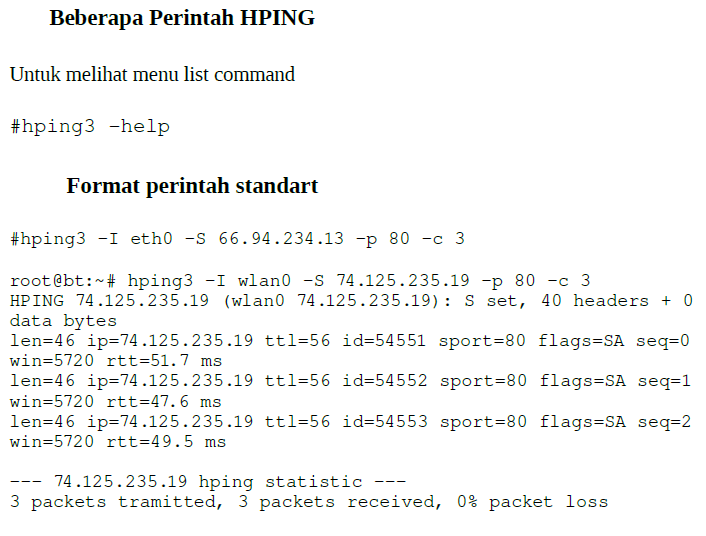 Beberapa Perintah HPING
Untuk melihat menu list command
#hping3 -help
Format perintah standart
#hping3 -I eth0 -S 66.94.234.13 -p 80 -c 3
root@bt:~# hping3 -I wlan0 -S 74.125.235.19 -p 80 -c 3
HPING 74.125.235.19 (wlan0 74.125.235.19): S set, 40 headers + 0
data bytes
len=46 ip=74.125.235.19 ttl=56 id=54551 sport=80 flags=SA seq=0
win=5720 rtt=51.7 ms
len=46 ip=74.125.235.19 ttl=56 id=54552 sport=80 flags=SA seq=1
win=5720 rtt=47.6 ms
len=46 ip=74.125.235.19 ttl=56 id=54553 sport=80 flags=SA seq=2
win=5720 rtt=49.5 ms
--- 74.125.235.19 hping statistic ---
3 packets tramitted, 3 packets received, 0% packet loss